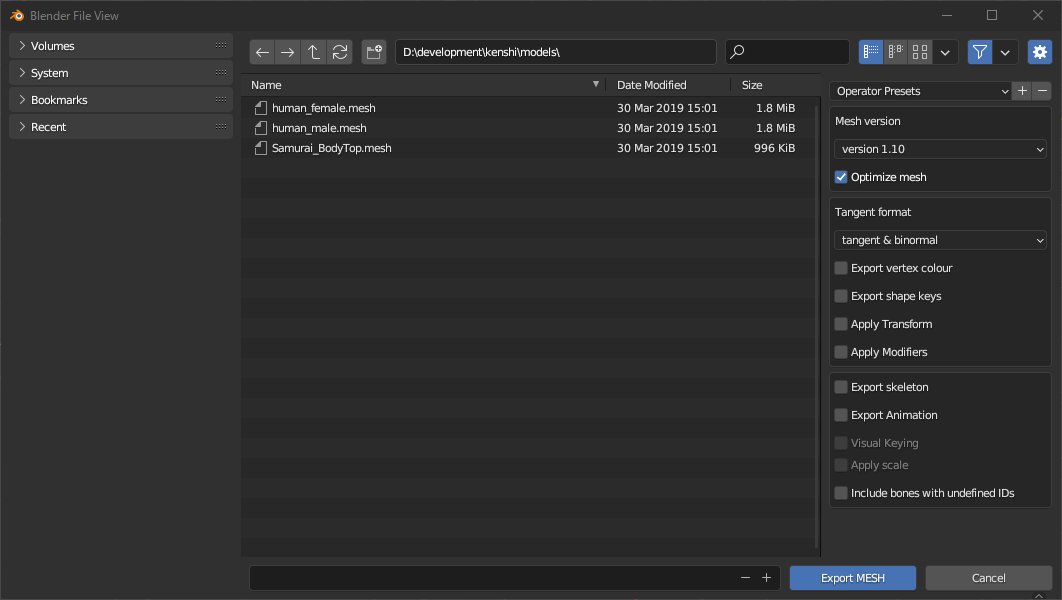 Blender File View
Volumes
System
Bookmarks
Recent
D:\development\kenshi\models\
Name Date Modified Size
human_female.mesh 30 Mar 2019 15:01 1.8 MiB
human_male.mesh 30 Mar 2019 15:01 1.8 MiB
Samurai_BodyTop.mesh 30 Mar 2019 15:01 996 KiB
Operator Presets
Mesh version
version 1.10
Optimize mesh
Tangent format
tangent & binormal
Export vertex colour
Export shape keys
Apply Transform
Apply Modifiers
Export skeleton
Export Animation
Visual Keying
Apply scale
Include bones with undefined IDs
Export MESH
Cancel